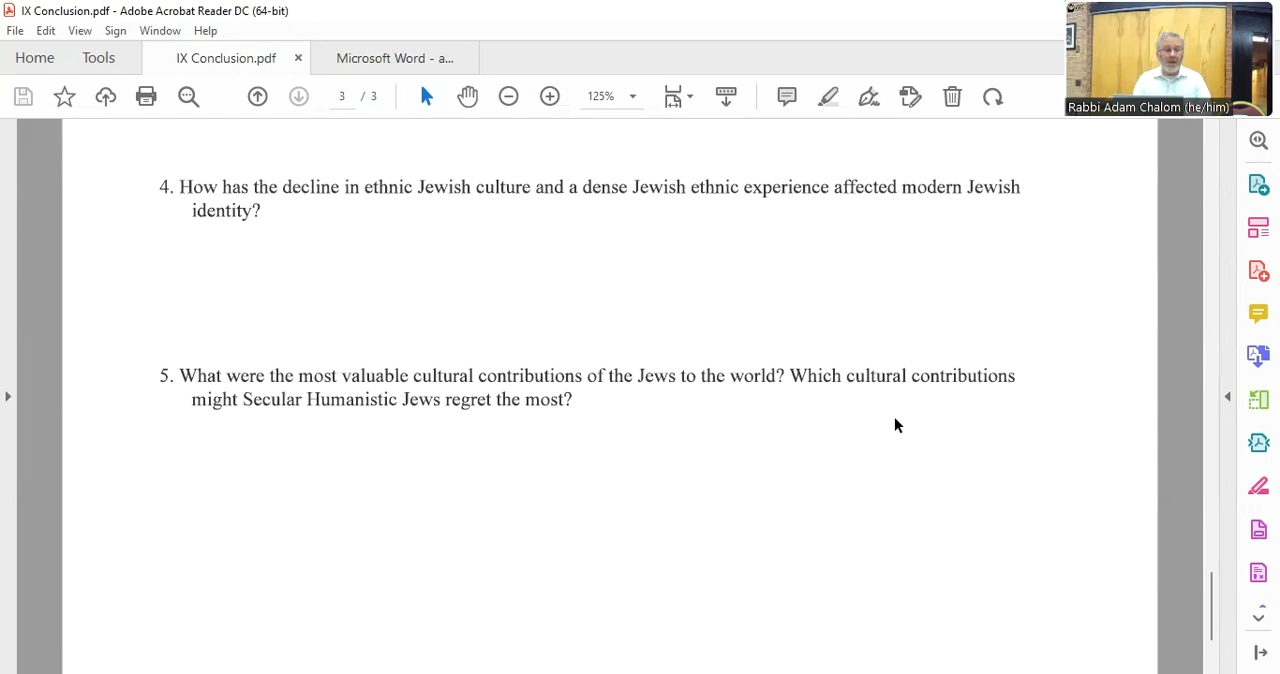 IX Conclusion.pdf - Adobe Acrobat Reader DC (64-bit)
File Edit View Sign Window Help
Home Tools IX Conclusion.pdf × Microsoft Word - a...
3 / 3 125%
Rabbi Adam Chalom (he/him)
4. How has the decline in ethnic Jewish culture and a dense Jewish ethnic experience affected modern Jewish
identity?
5. What were the most valuable cultural contributions of the Jews to the world? Which cultural contributions
might Secular Humanistic Jews regret the most?